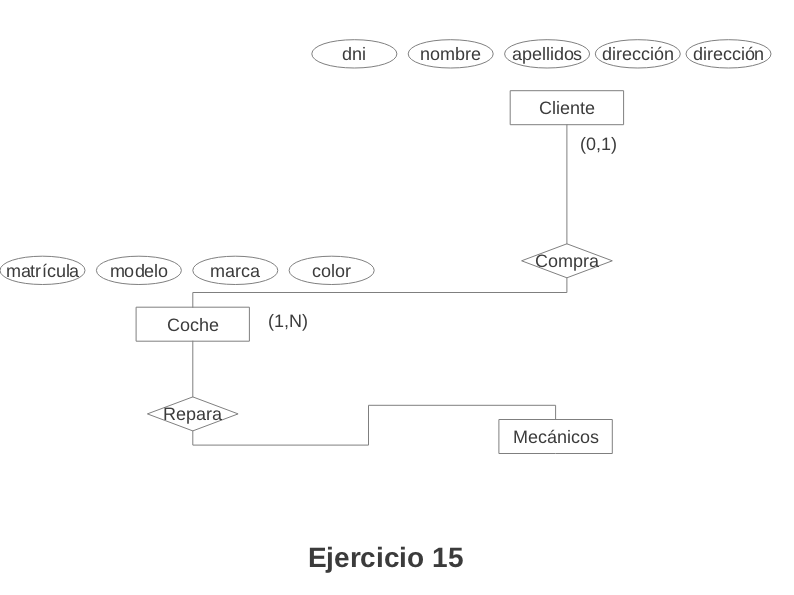 dni nombre apellidos dirección dirección
Cliente
(0,1)
Compra
matrícula modelo marca color
Coche (1,N)
Repara
Mecánicos
Ejercicio 15